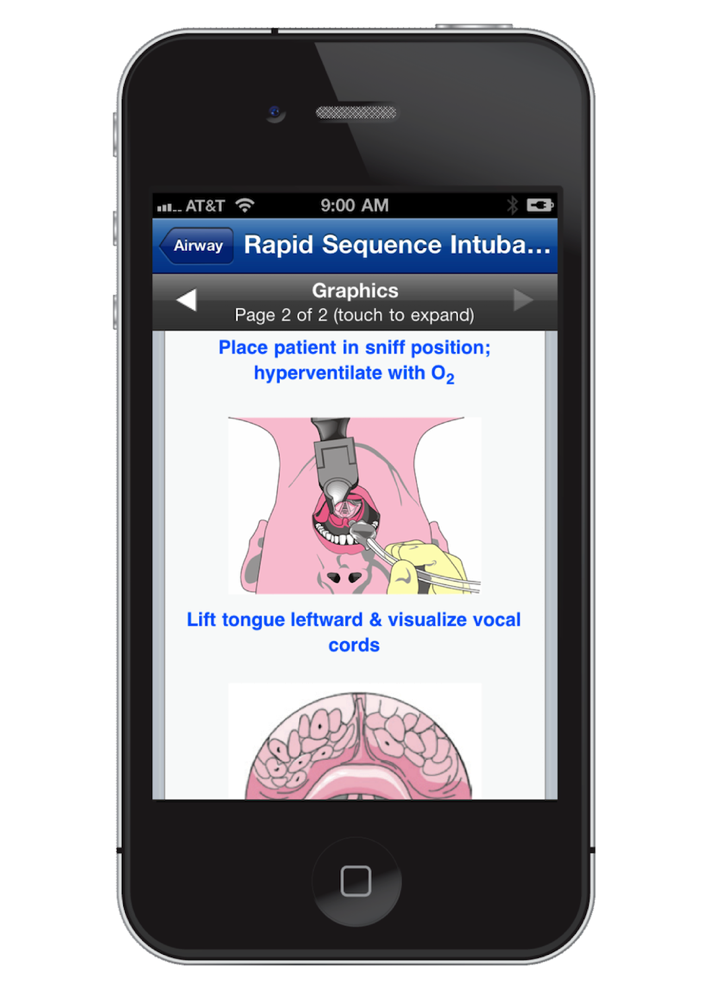 AT&T 9:00 AM
Airway Rapid Sequence Intuba...
Graphics
Page 2 of 2 (touch to expand)
Place patient in sniff position;
hyperventilate with O₂
Lift tongue leftward & visualize vocal
cords